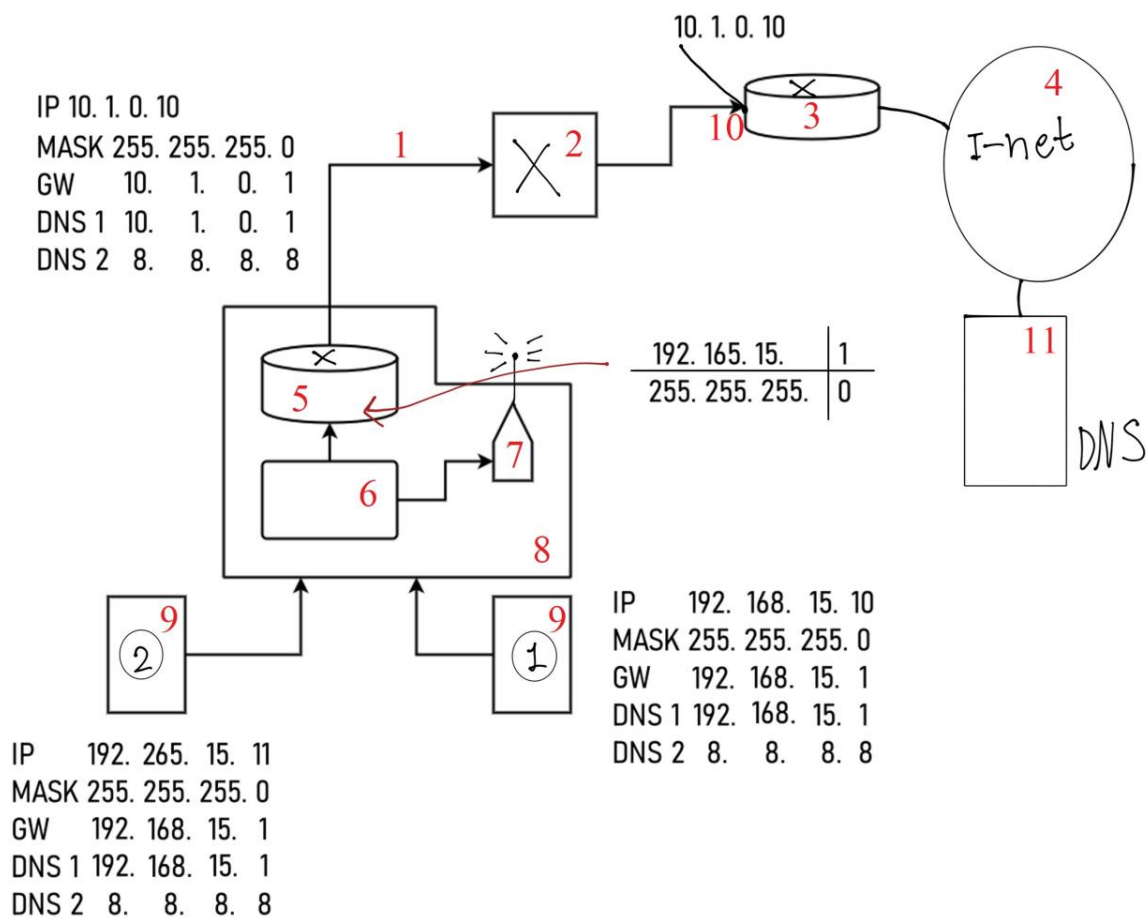 10. 1. 0. 10
IP 10. 1. 0. 10
MASK 255. 255. 255. 0
GW 10. 1. 0. 1
DNS 1 10. 1. 0. 1
DNS 2 8. 8. 8. 8
1
2
X
10
3
X
4
I-net
11
DNS
192. 165. 15. 1
255. 255. 255. 0
X
5
6
7
8
9
2
9
1
IP 192. 168. 15. 10
MASK 255. 255. 255. 0
GW 192. 168. 15. 1
DNS 1 192. 168. 15. 1
DNS 2 8. 8. 8. 8
IP 192. 265. 15. 11
MASK 255. 255. 255. 0
GW 192. 168. 15. 1
DNS 1 192. 168. 15. 1
DNS 2 8. 8. 8. 8